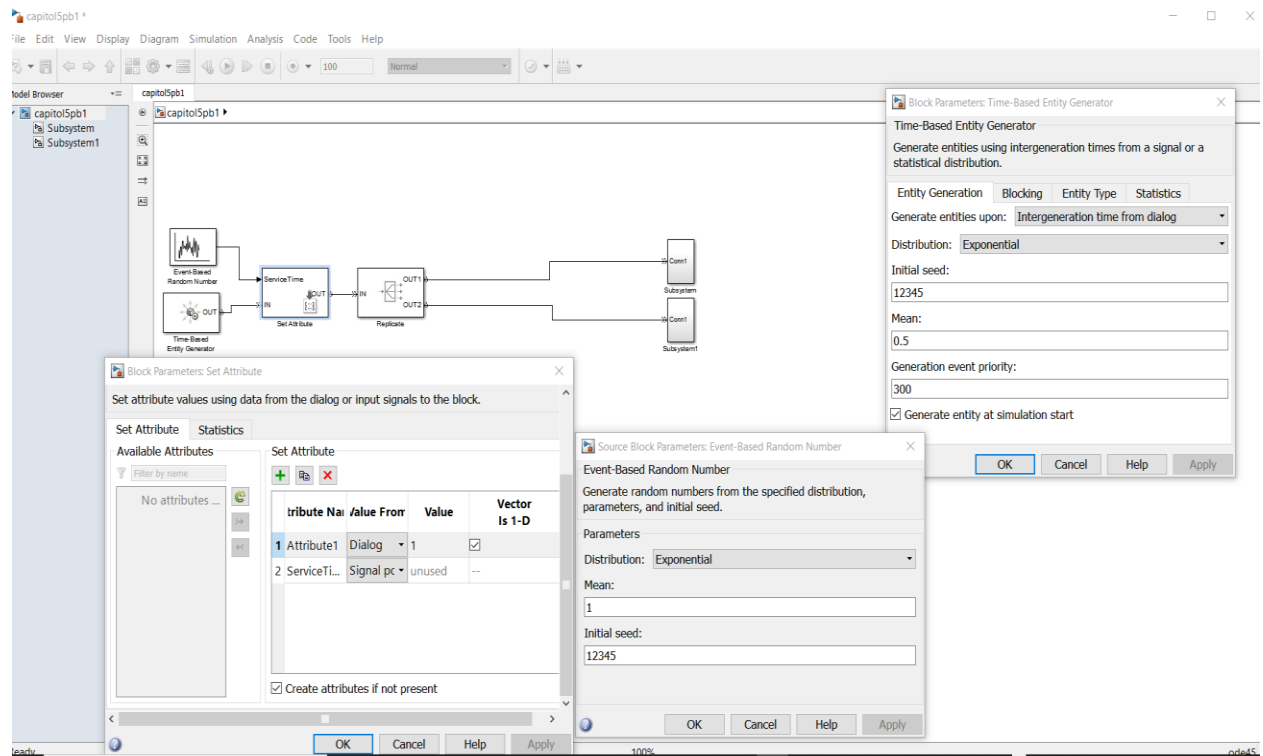 capitol5pb1 *
File Edit View Display Diagram Simulation Analysis Code Tools Help
100 Normal
Model Browser
capitol5pb1
capitol5pb1
Subsystem
Subsystem1
capitol5pb1
Event-Based
Random Number
ServiceTime
IN
OUT
Set Attribute
IN
OUT1
OUT2
Replicate
Conn1
Subsystem
Conn1
Subsystem1
OUT
Time-Based
Entity Generator
Block Parameters: Time-Based Entity Generator
Time-Based Entity Generator
Generate entities using intergeneration times from a signal or a
statistical distribution.
Entity Generation Blocking Entity Type Statistics
Generate entities upon: Intergeneration time from dialog
Distribution: Exponential
Initial seed:
12345
Mean:
0.5
Generation event priority:
300
Generate entity at simulation start
OK Cancel Help Apply
Block Parameters: Set Attribute
Set attribute values using data from the dialog or input signals to the block.
Set Attribute Statistics
Available Attributes
Filter by name
No attributes ...
Set Attribute
tribute Nar Value From Value Vector
Is 1-D
1 Attribute1 Dialog 1
2 ServiceTi... Signal pc unused --
Create attributes if not present
OK Cancel Help Apply
Source Block Parameters: Event-Based Random Number
Event-Based Random Number
Generate random numbers from the specified distribution,
parameters, and initial seed.
Parameters
Distribution: Exponential
Mean:
1
Initial seed:
12345
OK Cancel Help Apply
Ready
100%
ode45